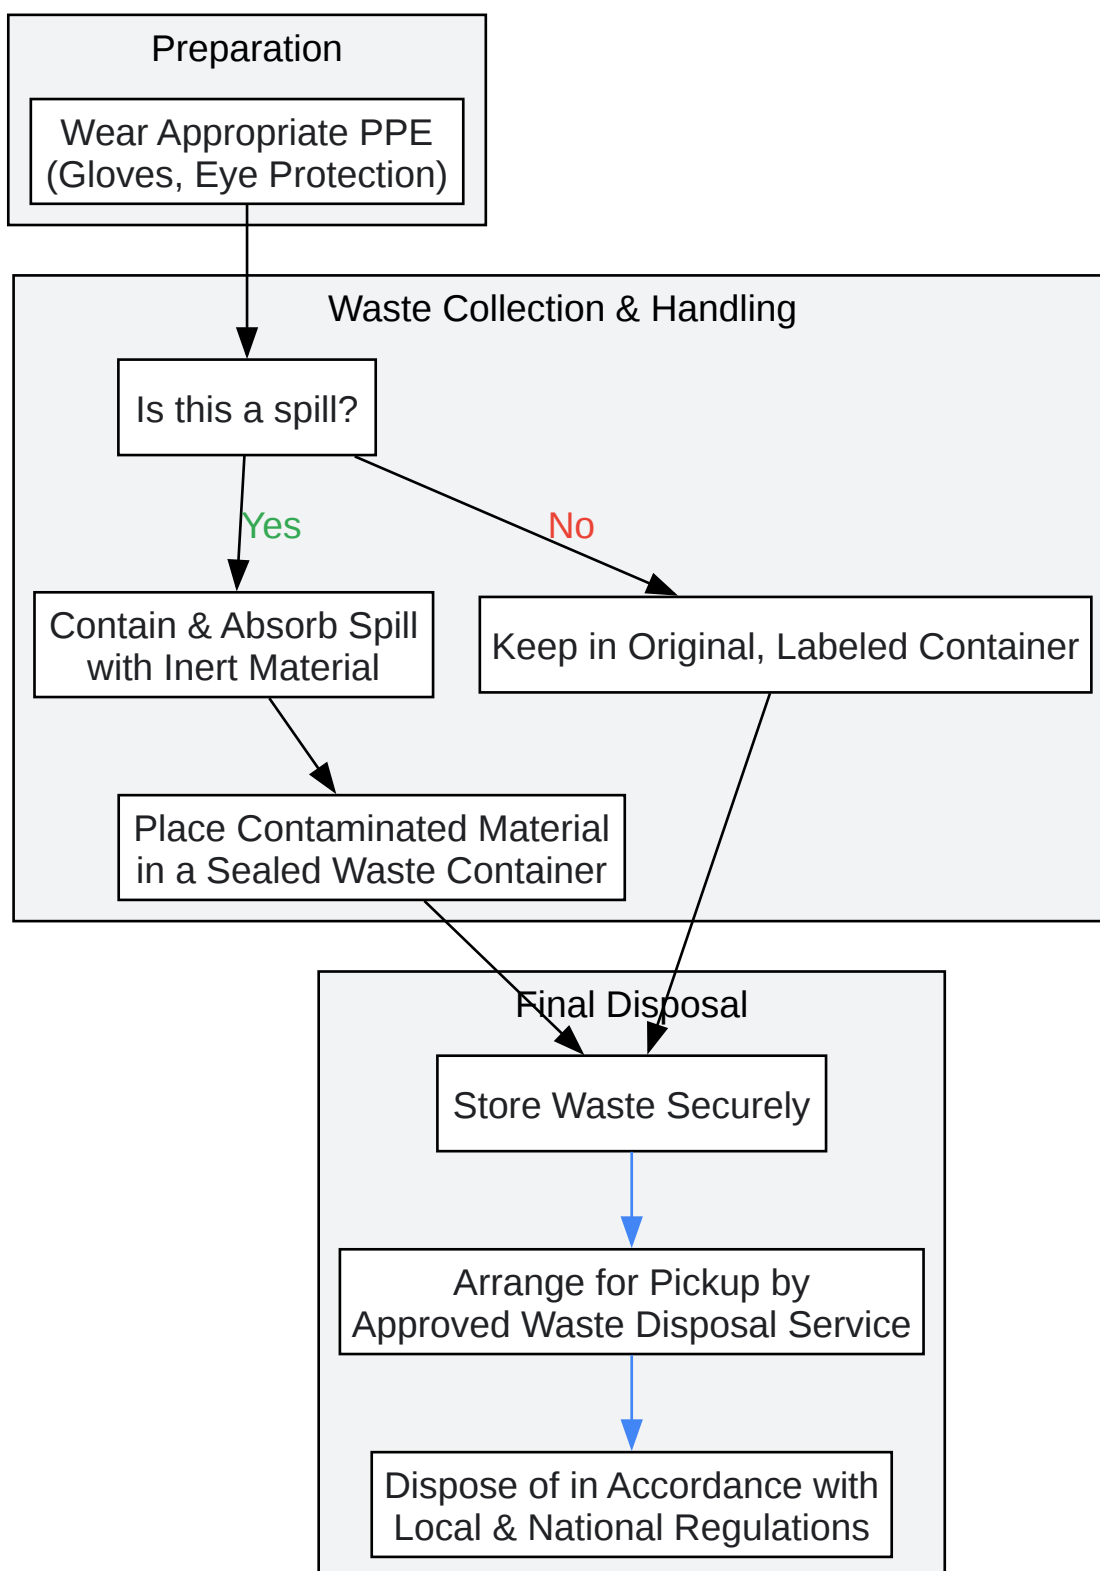 Preparation
Wear Appropriate PPE
(Gloves, Eye Protection)
Waste Collection & Handling
Is this a spill?
Yes
No
Contain & Absorb Spill
with Inert Material
Keep in Original, Labeled Container
Place Contaminated Material
in a Sealed Waste Container
Final Disposal
Store Waste Securely
Arrange for Pickup by
Approved Waste Disposal Service
Dispose of in Accordance with
Local & National Regulations